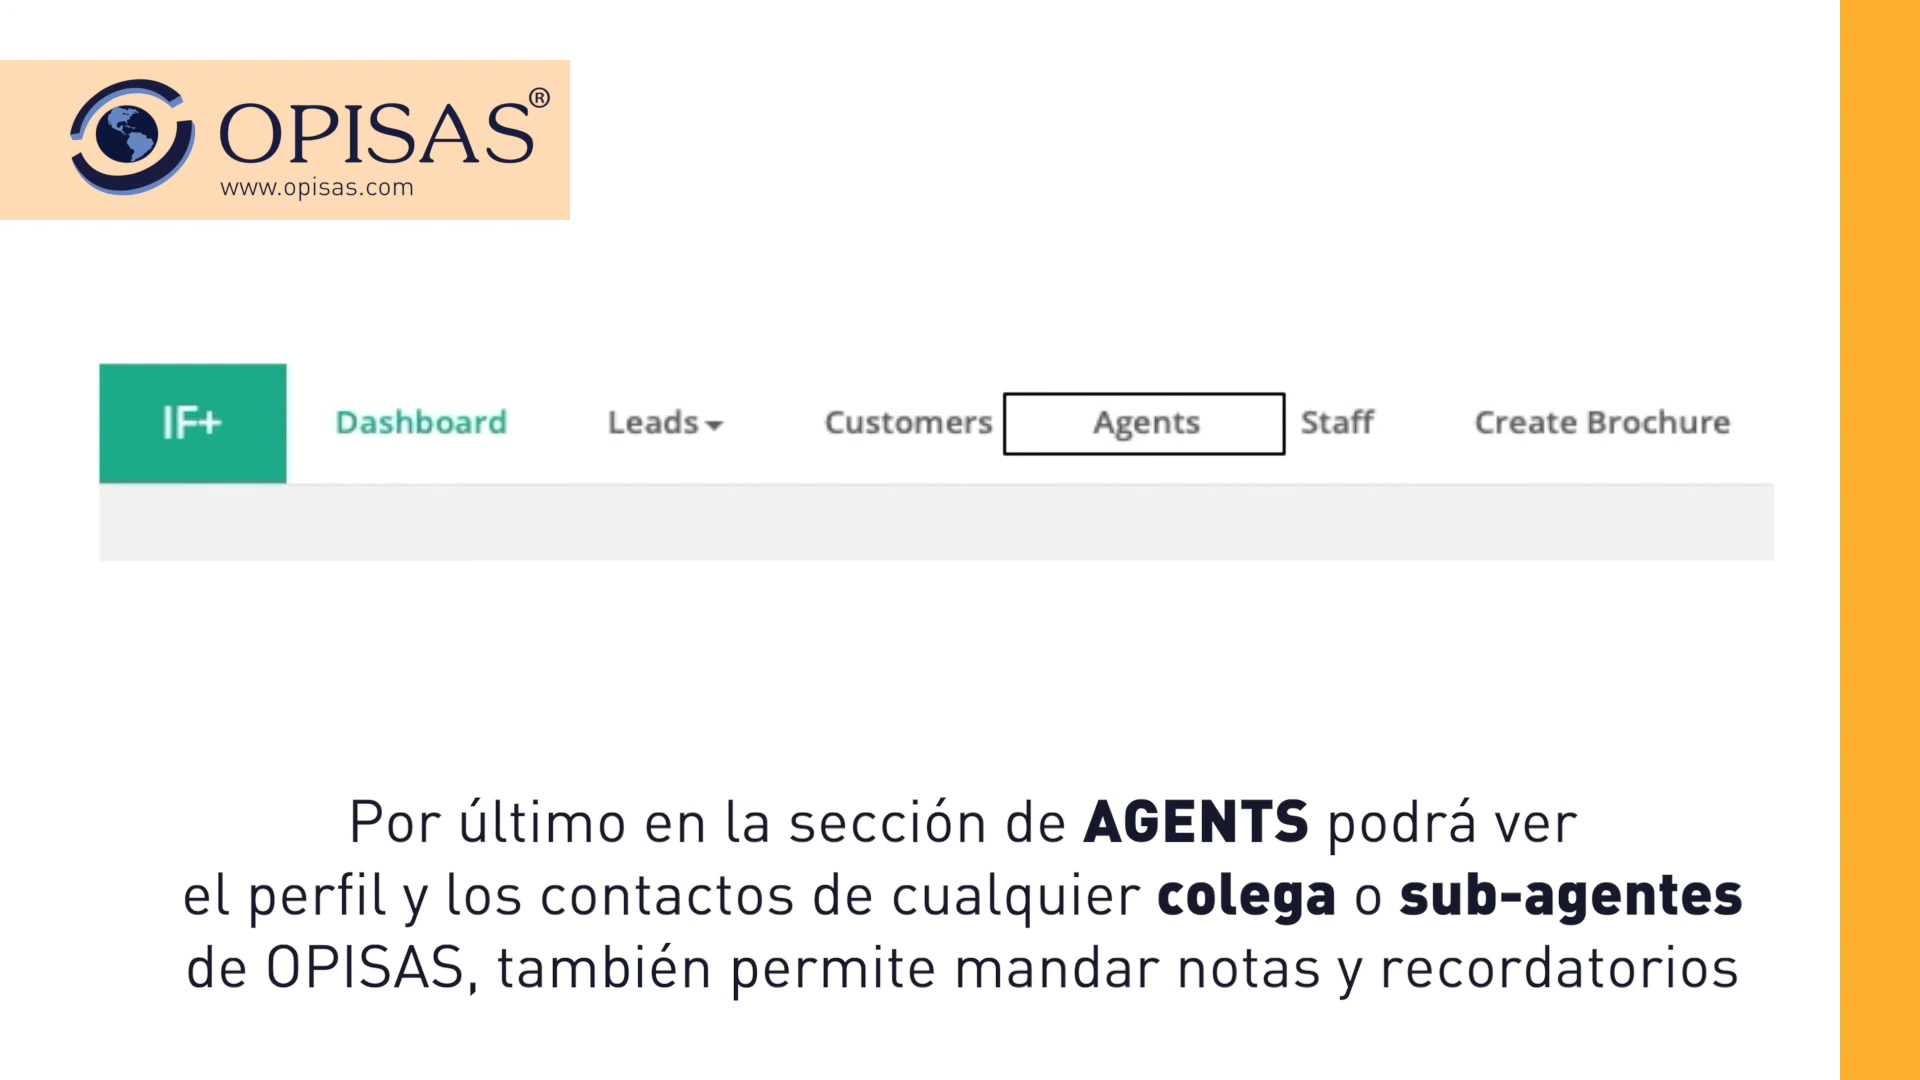 OPISAS®
www.opisas.com
IF+ Dashboard Leads Customers Agents Staff Create Brochure
Por último en la sección de AGENTS podrá ver
el perfil y los contactos de cualquier colega o sub-agentes
de OPISAS, también permite mandar notas y recordatorios